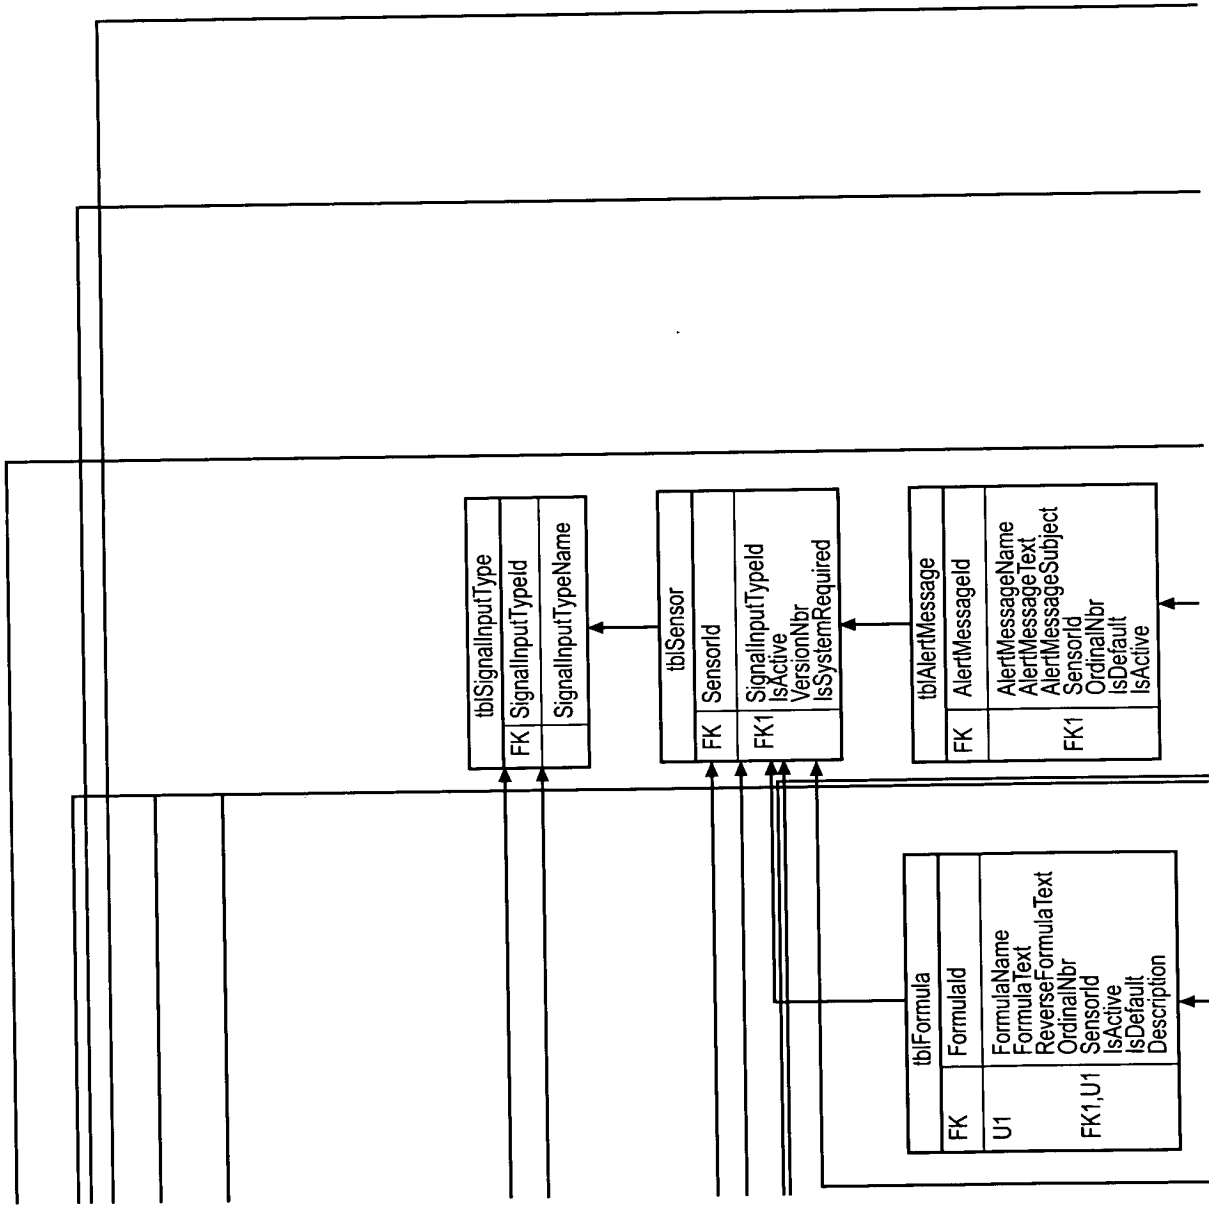 tblSignalInputType
FK SignalInputTypeId
SignalInputTypeName
tblSensor
FK SensorId
FK1 SignalInputTypeId
IsActive
VersionNbr
IsSystemRequired
tblAlertMessage
FK AlertMessageId
AlertMessageName
AlertMessageText
AlertMessageSubject
FK1 SensorId
OrdinalNbr
IsDefault
IsActive
tblFormula
FK FormulaId
U1 FormulaName
FormulaText
ReverseFormulaText
OrdinalNbr
FK1,U1 SensorId
IsActive
IsDefault
Description